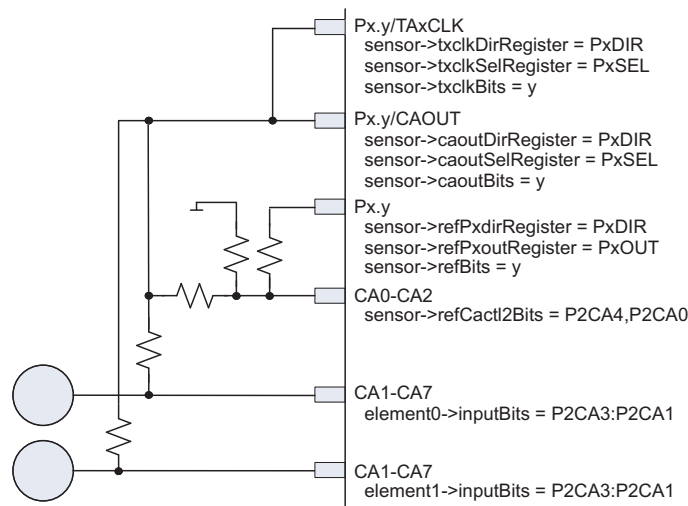 Px.y/TAxCLK
sensor->txclkDirRegister = PxDIR
sensor->txclkSelRegister = PxSEL
sensor->txclkBits = y
Px.y/CAOUT
sensor->caoutDirRegister = PxDIR
sensor->caoutSelRegister = PxSEL
sensor->caoutBits = y
Px.y
sensor->refPxdirRegister = PxDIR
sensor->refPxoutRegister = PxOUT
sensor->refBits = y
CA0-CA2
sensor->refCactl2Bits = P2CA4,P2CA0
CA1-CA7
element0->inputBits = P2CA3:P2CA1
CA1-CA7
element1->inputBits = P2CA3:P2CA1